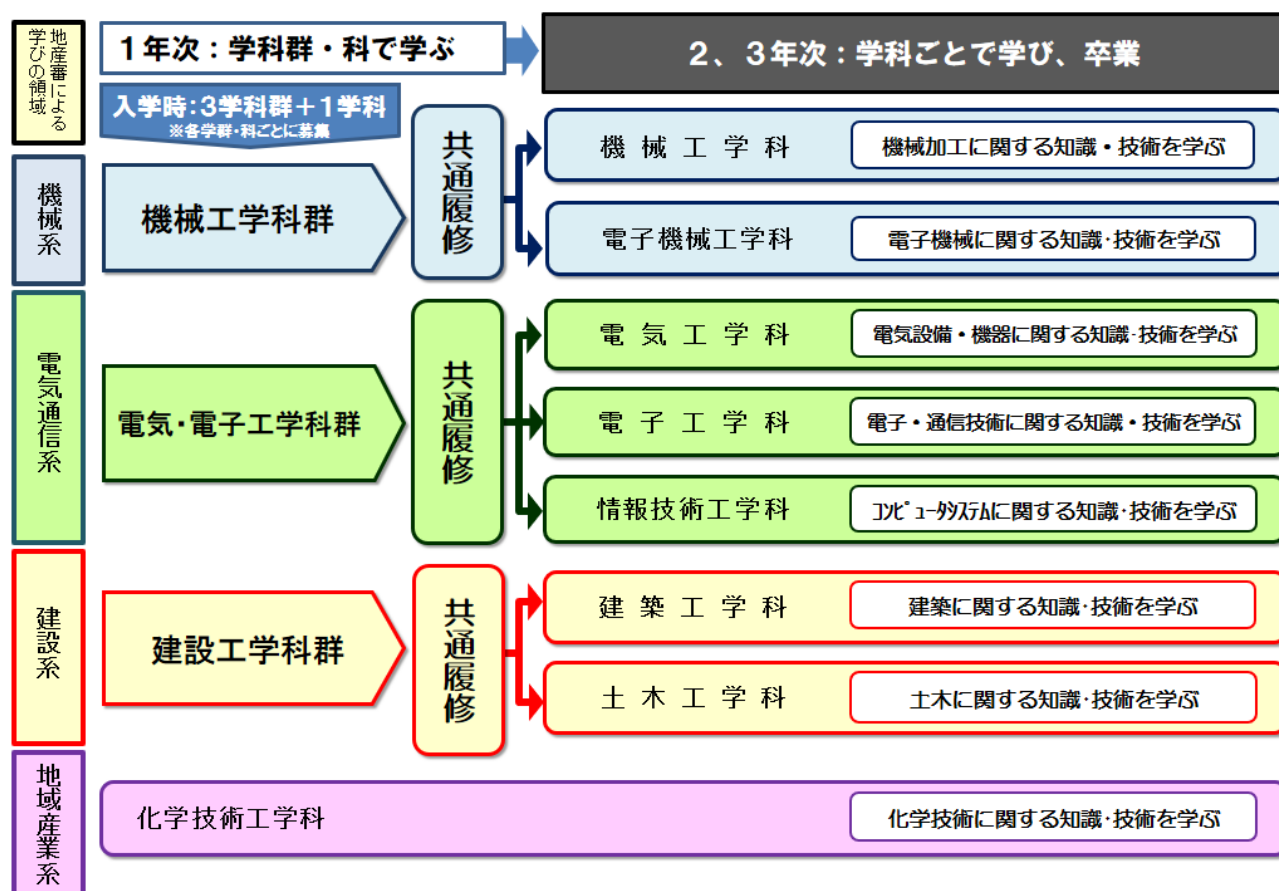 地産審による
学びの領域
1年次：学科群・科で学ぶ
2、3年次：学科ごとで学び、卒業
入学時：3学科群＋1学科
※各学群・科ごとに募集
機械系
機械工学科群
共通履修
機械工学科
機械加工に関する知識・技術を学ぶ
電子機械工学科
電子機械に関する知識・技術を学ぶ
電気通信系
電気・電子工学科群
共通履修
電気工学科
電気設備・機器に関する知識・技術を学ぶ
電子工学科
電子・通信技術に関する知識・技術を学ぶ
情報技術工学科
ｺﾝﾋﾟｭｰﾀｼｽﾃﾑに関する知識・技術を学ぶ
建設系
建設工学科群
共通履修
建築工学科
建築に関する知識・技術を学ぶ
土木工学科
土木に関する知識・技術を学ぶ
地域産業系
化学技術工学科
化学技術に関する知識・技術を学ぶ